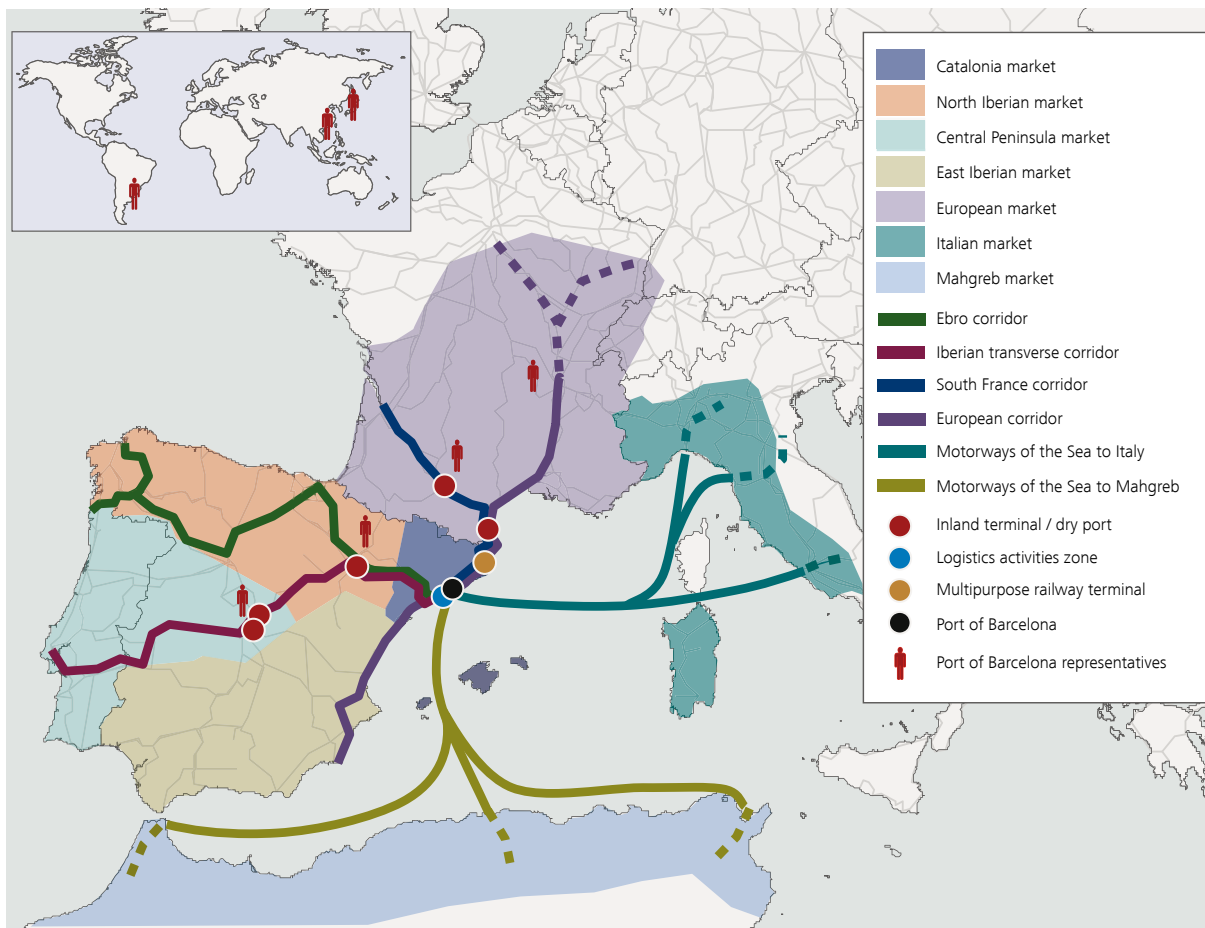 Catalonia market
North Iberian market
Central Peninsula market
East Iberian market
European market
Italian market
Mahgreb market
Ebro corridor
Iberian transverse corridor
South France corridor
European corridor
Motorways of the Sea to Italy
Motorways of the Sea to Mahgreb
Inland terminal / dry port
Logistics activities zone
Multipurpose railway terminal
Port of Barcelona
Port of Barcelona representatives